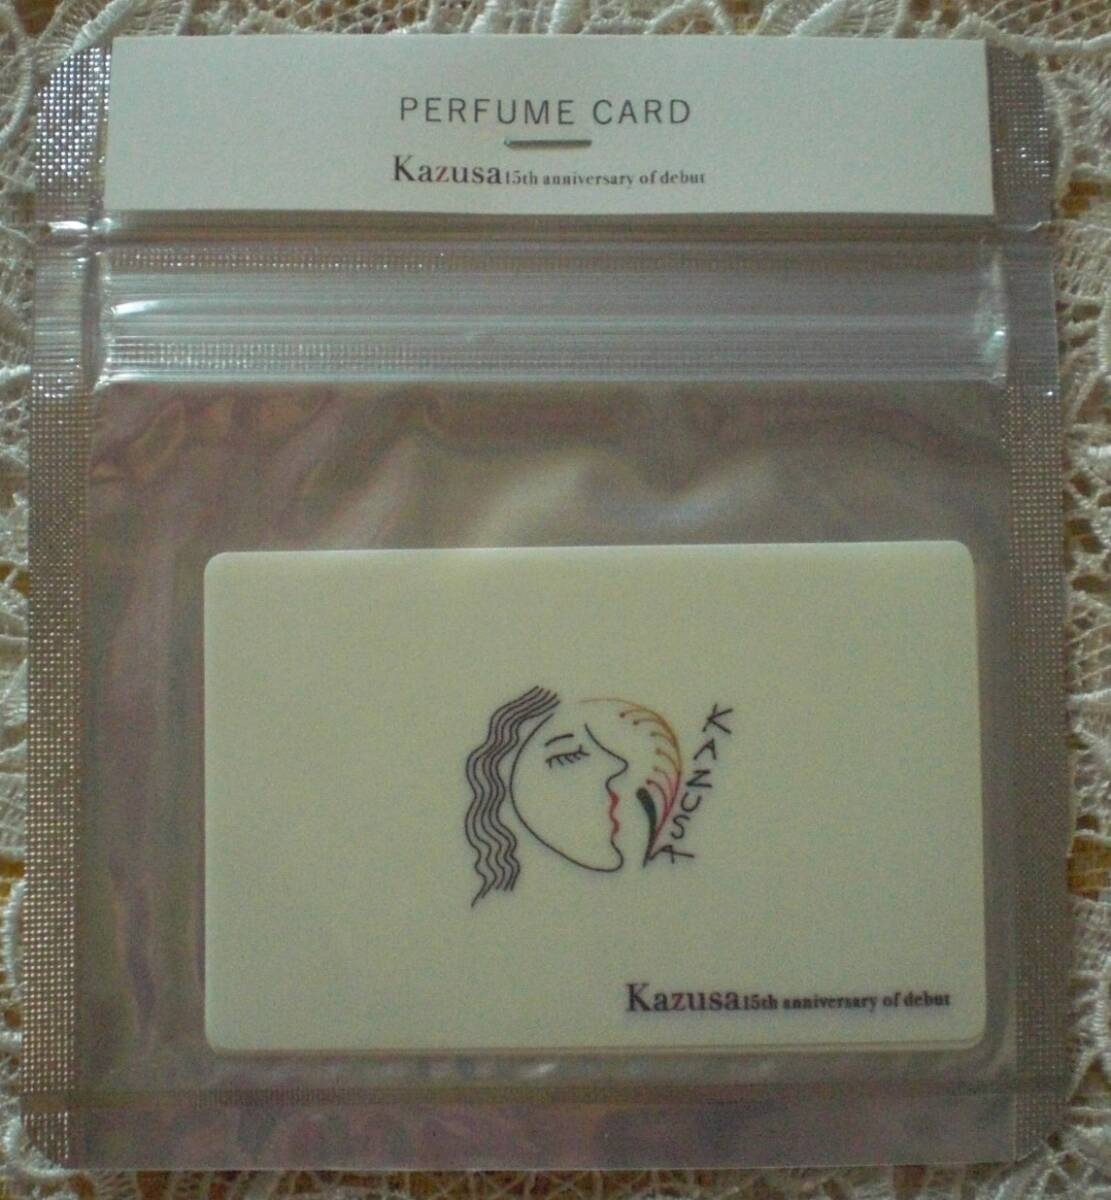 PERFUME CARD
Kazusa 15th anniversary of debut
KAZUSA
Kazusa 15th anniversary of debut